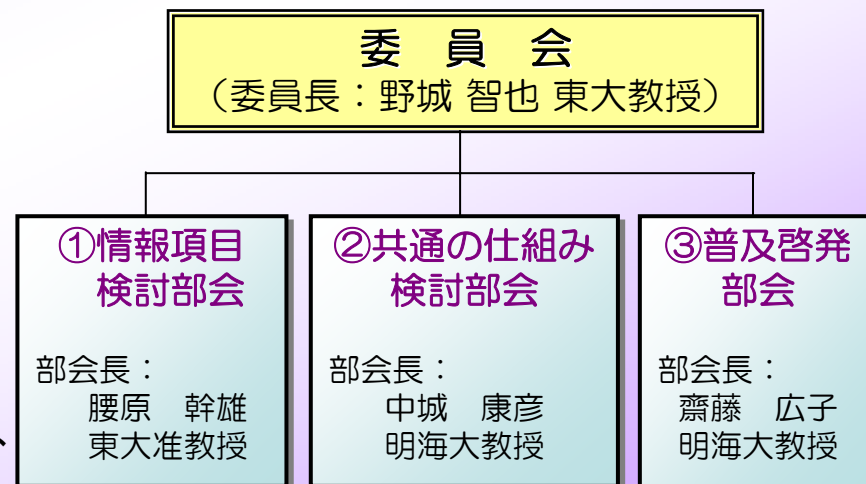 委 員 会
（委員長：野城 智也 東大教授）
①情報項目
検討部会
部会長：
腰原 幹雄
東大准教授
②共通の仕組み
検討部会
部会長：
中城 康彦
明海大教授
③普及啓発
部会
部会長：
齋藤 広子
明海大教授
、